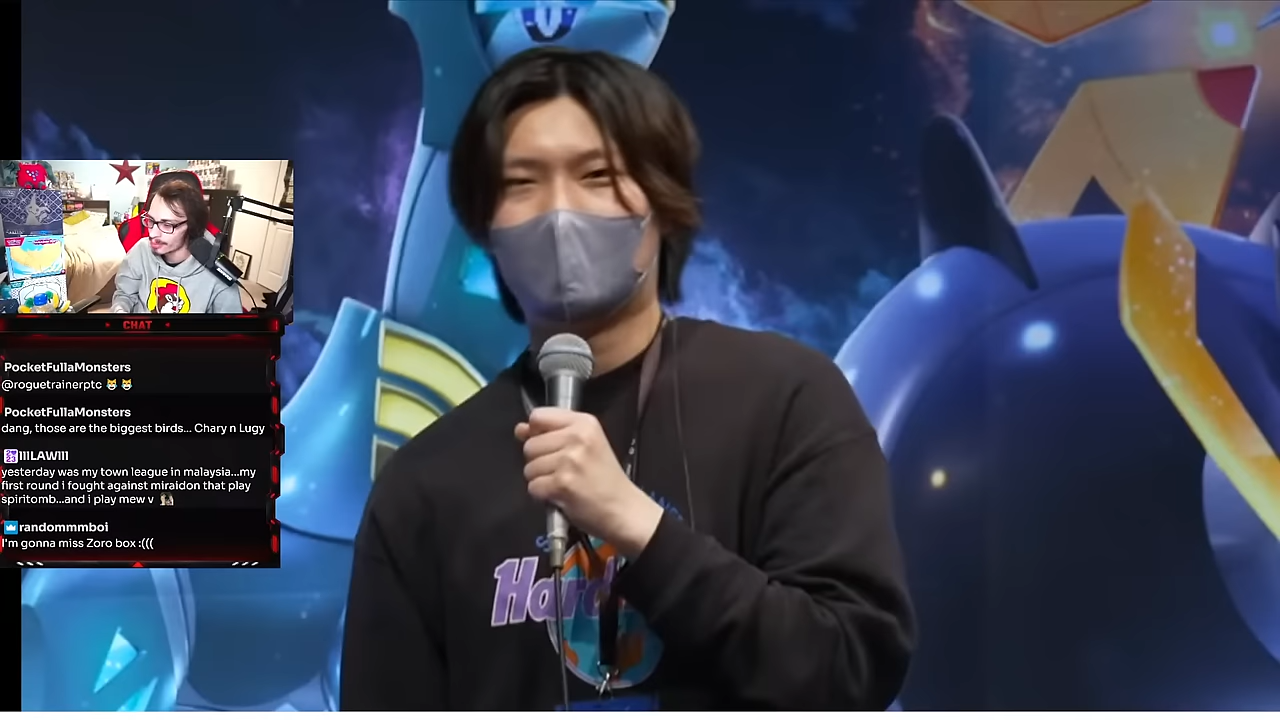 CHAT
PocketFullaMonsters
@roguetrainerptc
PocketFullaMonsters
dang, those are the biggest birds... Chary n Lugy
lllLAWlll
yesterday was my town league in malaysia...my
first round i fought against miraidon that play
spiritomb...and i play mew v
randommmboi
I'm gonna miss Zoro box :(((
Hard